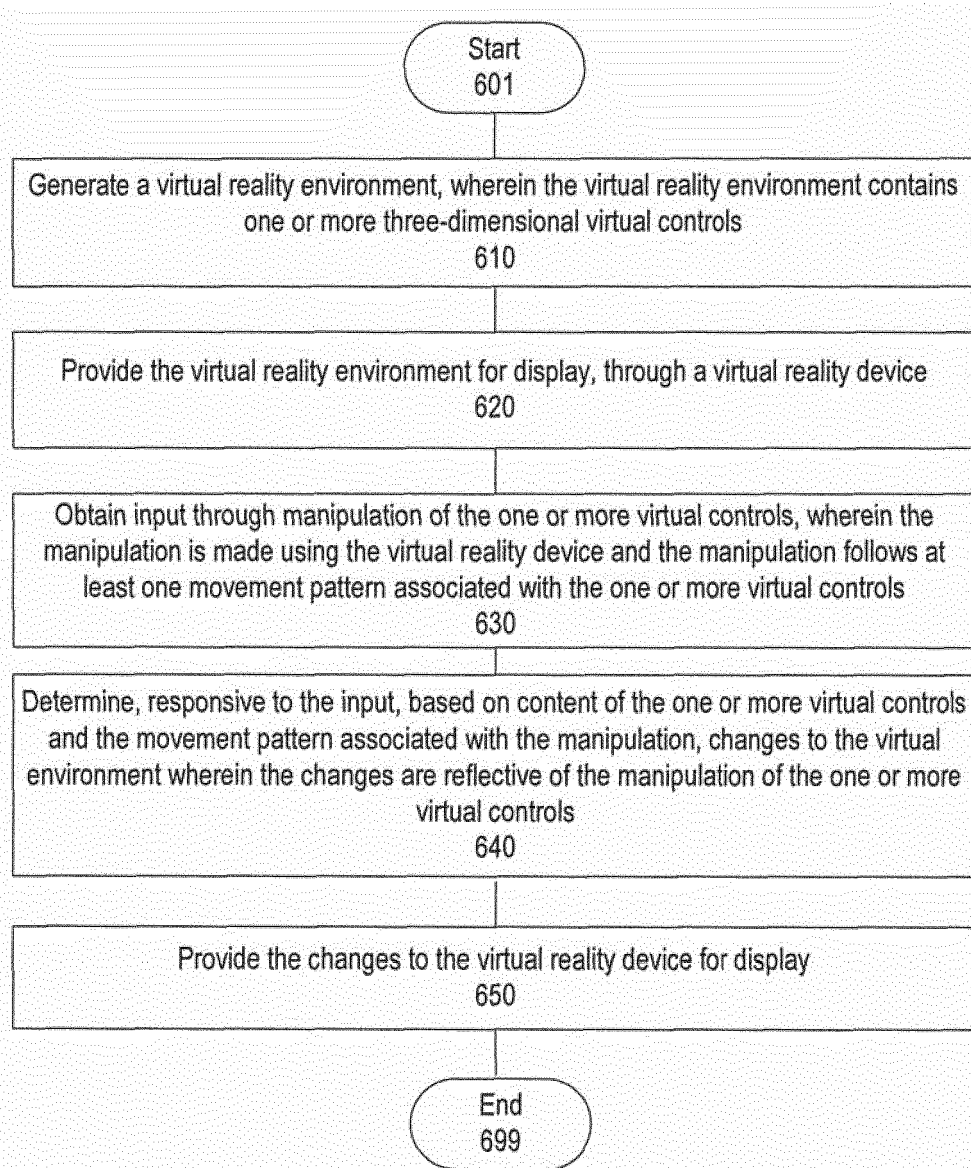 Start
601
Generate a virtual reality environment, wherein the virtual reality environment contains
one or more three-dimensional virtual controls
610
Provide the virtual reality environment for display, through a virtual reality device
620
Obtain input through manipulation of the one or more virtual controls, wherein the
manipulation is made using the virtual reality device and the manipulation follows at
least one movement pattern associated with the one or more virtual controls
630
Determine, responsive to the input, based on content of the one or more virtual controls
and the movement pattern associated with the manipulation, changes to the virtual
environment wherein the changes are reflective of the manipulation of the one or more
virtual controls
640
Provide the changes to the virtual reality device for display
650
End
699